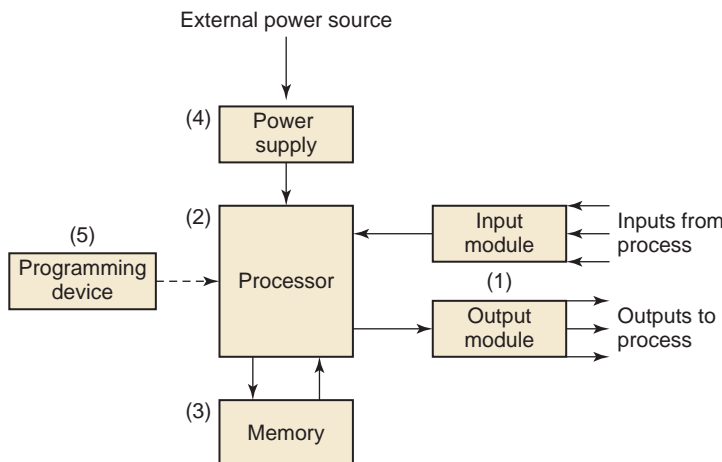 External power source
(4)
Power
supply
(2)
Processor
(5)
Programming
device
Input
module
Inputs from
process
(1)
Output
module
Outputs to
process
(3)
Memory